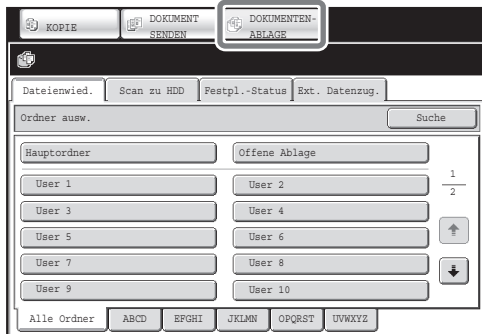 KOPIE
DOKUMENT
SENDEN
DOKUMENTEN-
ABLAGE
Dateienwied.
Scan zu HDD
Festpl.-Status
Ext. Datenzug.
Ordner ausw.
Suche
Hauptordner
Offene Ablage
User 1
User 2
User 3
User 4
User 5
User 6
User 7
User 8
User 9
User 10
1
2
Alle Ordner
ABCD
EFGHI
JKLMN
OPQRST
UVWXYZ